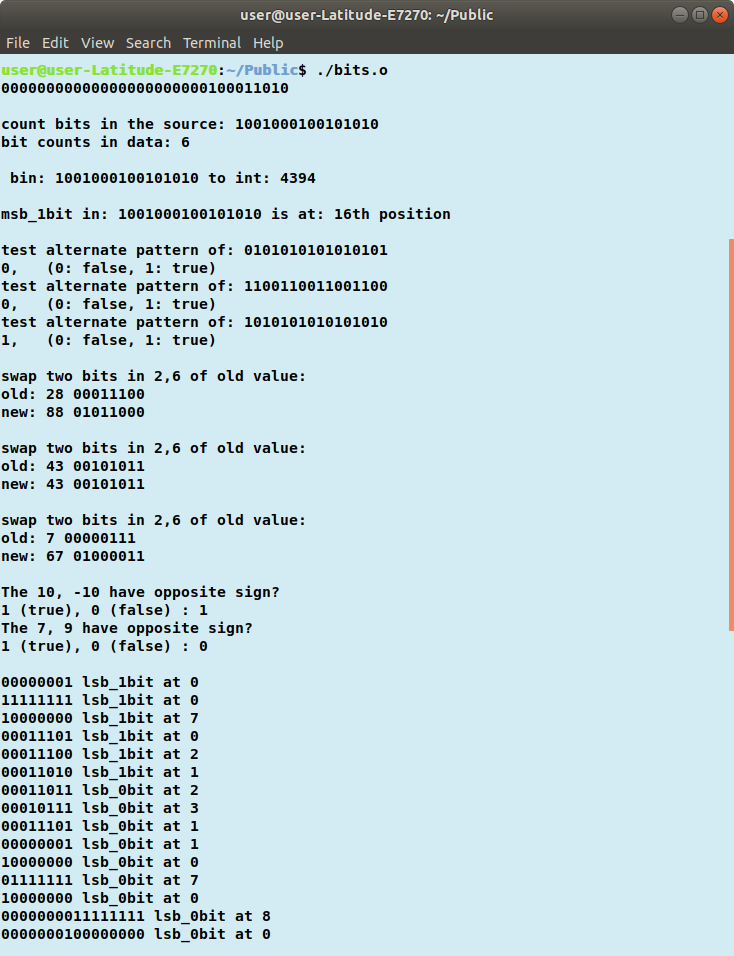 user@user-Latitude-E7270: ~/Public
File Edit View Search Terminal Help
user@user-Latitude-E7270:~/Public$ ./bits.o
00000000000000000000000100011010
count bits in the source: 1001000100101010
bit counts in data: 6
bin: 1001000100101010 to int: 4394
msb_1bit in: 1001000100101010 is at: 16th position
test alternate pattern of: 0101010101010101
0,   (0: false, 1: true)
test alternate pattern of: 1100110011001100
0,   (0: false, 1: true)
test alternate pattern of: 1010101010101010
1,   (0: false, 1: true)
swap two bits in 2,6 of old value:
old: 28 00011100
new: 88 01011000
swap two bits in 2,6 of old value:
old: 43 00101011
new: 43 00101011
swap two bits in 2,6 of old value:
old: 7 00000111
new: 67 01000011
The 10, -10 have opposite sign?
1 (true), 0 (false) : 1
The 7, 9 have opposite sign?
1 (true), 0 (false) : 0
00000001 lsb_1bit at 0
11111111 lsb_1bit at 0
10000000 lsb_1bit at 7
00011101 lsb_1bit at 0
00011100 lsb_1bit at 2
00011010 lsb_1bit at 1
00011011 lsb_0bit at 2
00010111 lsb_0bit at 3
00011101 lsb_0bit at 1
00000001 lsb_0bit at 1
10000000 lsb_0bit at 0
01111111 lsb_0bit at 7
10000000 lsb_0bit at 0
0000000011111111 lsb_0bit at 8
0000000100000000 lsb_0bit at 0